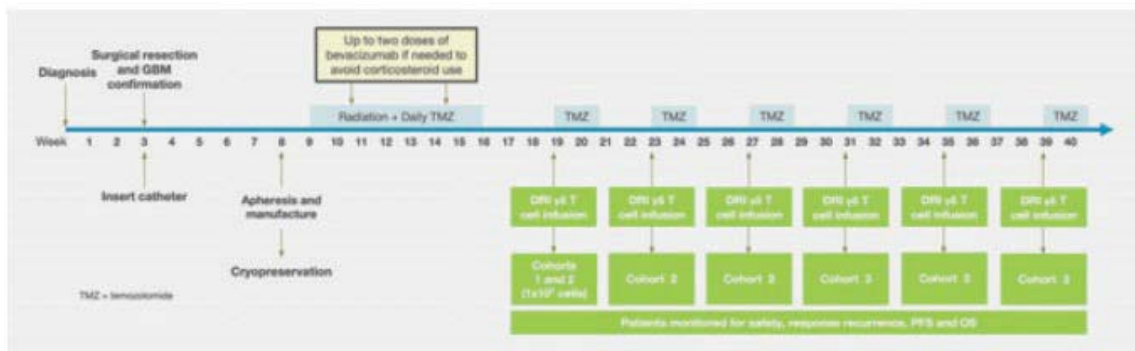 Up to two doses of
bevacizumab if needed to
avoid corticosteroid use
Surgical resection
and GBM
confirmation
Diagnosis
Radiation + Daily TMZ
TMZ TMZ TMZ TMZ TMZ TMZ
Week 1 2 3 4 5 6 7 8 9 10 11 12 13 14 15 16 17 18 19 20 21 22 23 24 25 26 27 28 29 30 31 32 33 34 35 36 37 38 39 40
Insert catheter
Apheresis and
manufacture
Cryopreservation
DRI γδ T
cell infusion
DRI γδ T
cell infusion
DRI γδ T
cell infusion
DRI γδ T
cell infusion
DRI γδ T
cell infusion
DRI γδ T
cell infusion
Cohorts
1 and 2
cells)
Cohort
Cohort
Cohort
Cohort
Cohort
Cohort
TMZ = temozolomide
Patients monitored for safety, response recurrence, PFS and OS